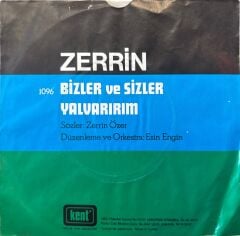 ZERRİN
1096 BİZLER ve SİZLER
YALVARIRIM
Sözler: Zerrin Özer
Düzenleme ve Orkestra: Esin Engin
kent